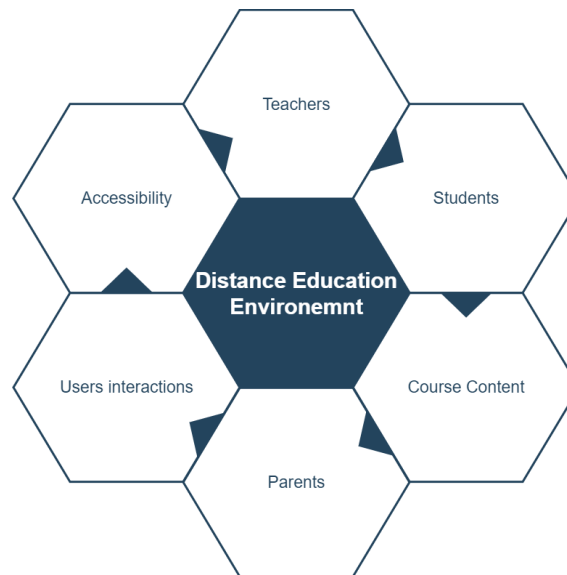 Teachers
Accessibility
Students
Distance Education
Environemnt
Users interactions
Course Content
Parents